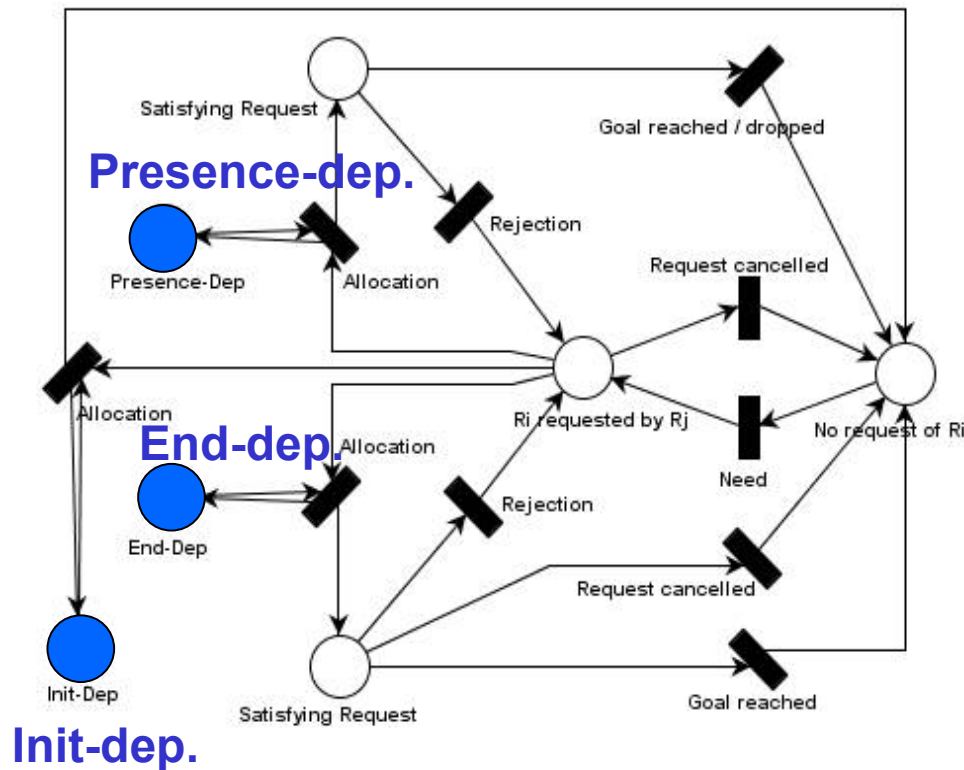 Satisfying Request
Goal reached / dropped
Presence-dep.
Rejection
Request cancelled
Presence-Dep
Allocation
Allocation
Ri requested by Rj
No request of Ri
End-dep.
Allocation
Need
Rejection
End-Dep
Request cancelled
Init-Dep
Goal reached
Satisfying Request
Init-dep.